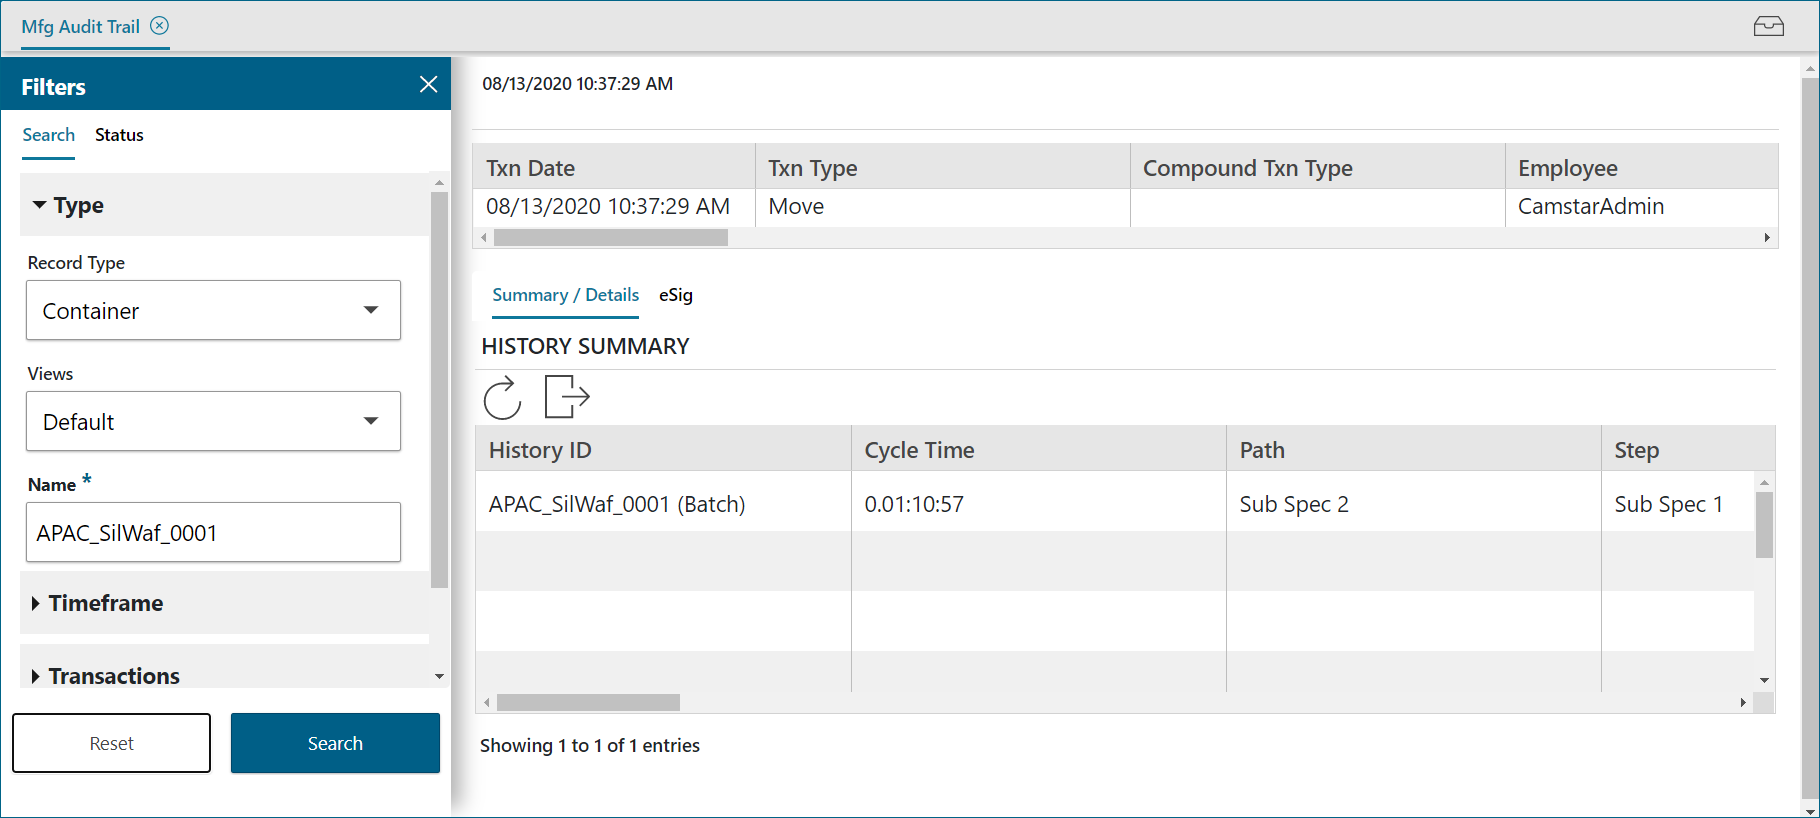 Mfg Audit Trail
Filters
Search Status
Type
Record Type
Container
Views
Default
Name *
APAC_SilWaf_0001
Timeframe
Transactions
Reset Search
08/13/2020 10:37:29 AM
Txn Date Txn Type Compound Txn Type Employee
08/13/2020 10:37:29 AM Move CamstarAdmin
Summary / Details eSig
HISTORY SUMMARY
History ID Cycle Time Path Step
APAC_SilWaf_0001 (Batch) 0.01:10:57 Sub Spec 2 Sub Spec 1
Showing 1 to 1 of 1 entries